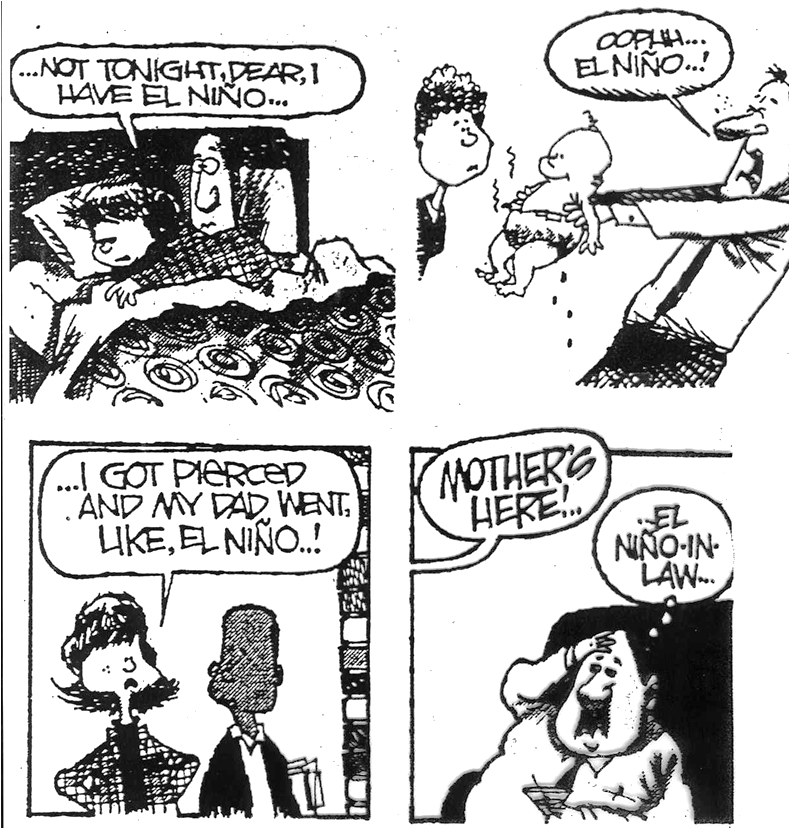 ...NOT TONIGHT, DEAR, I
HAVE EL NIÑO...
OOPHH...
EL NIÑO..!
...I GOT PIERCED
AND MY DAD WENT,
LIKE, EL NIÑO..!
MOTHER'S
HERE!...
...EL
NIÑO-IN-
LAW...